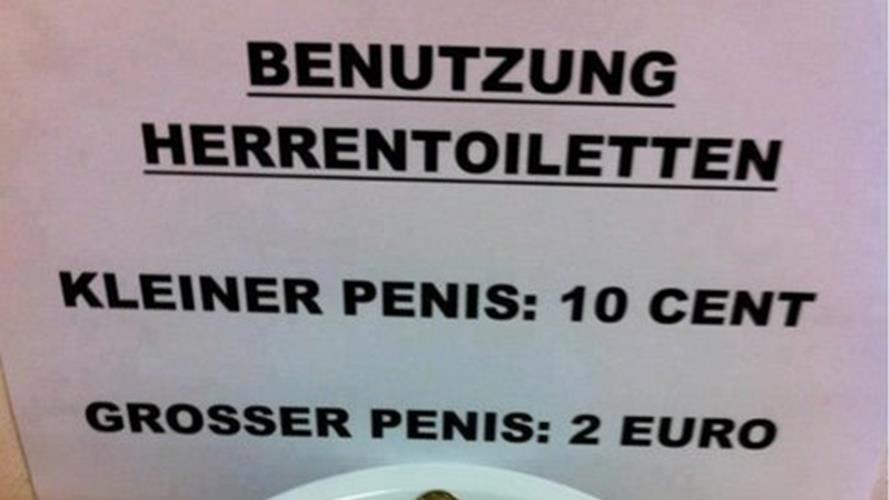 BENUTZUNG
HERRENTOILETTEN
KLEINER PENIS: 10 CENT
GROSSER PENIS: 2 EURO